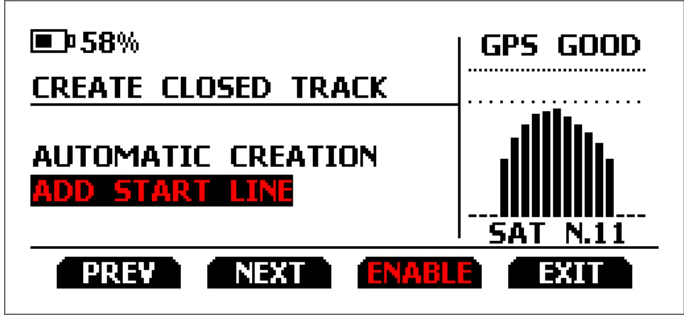 58%
GPS GOOD
CREATE CLOSED TRACK
AUTOMATIC CREATION
ADD START LINE
SAT N.11
PREV NEXT ENABLE EXIT